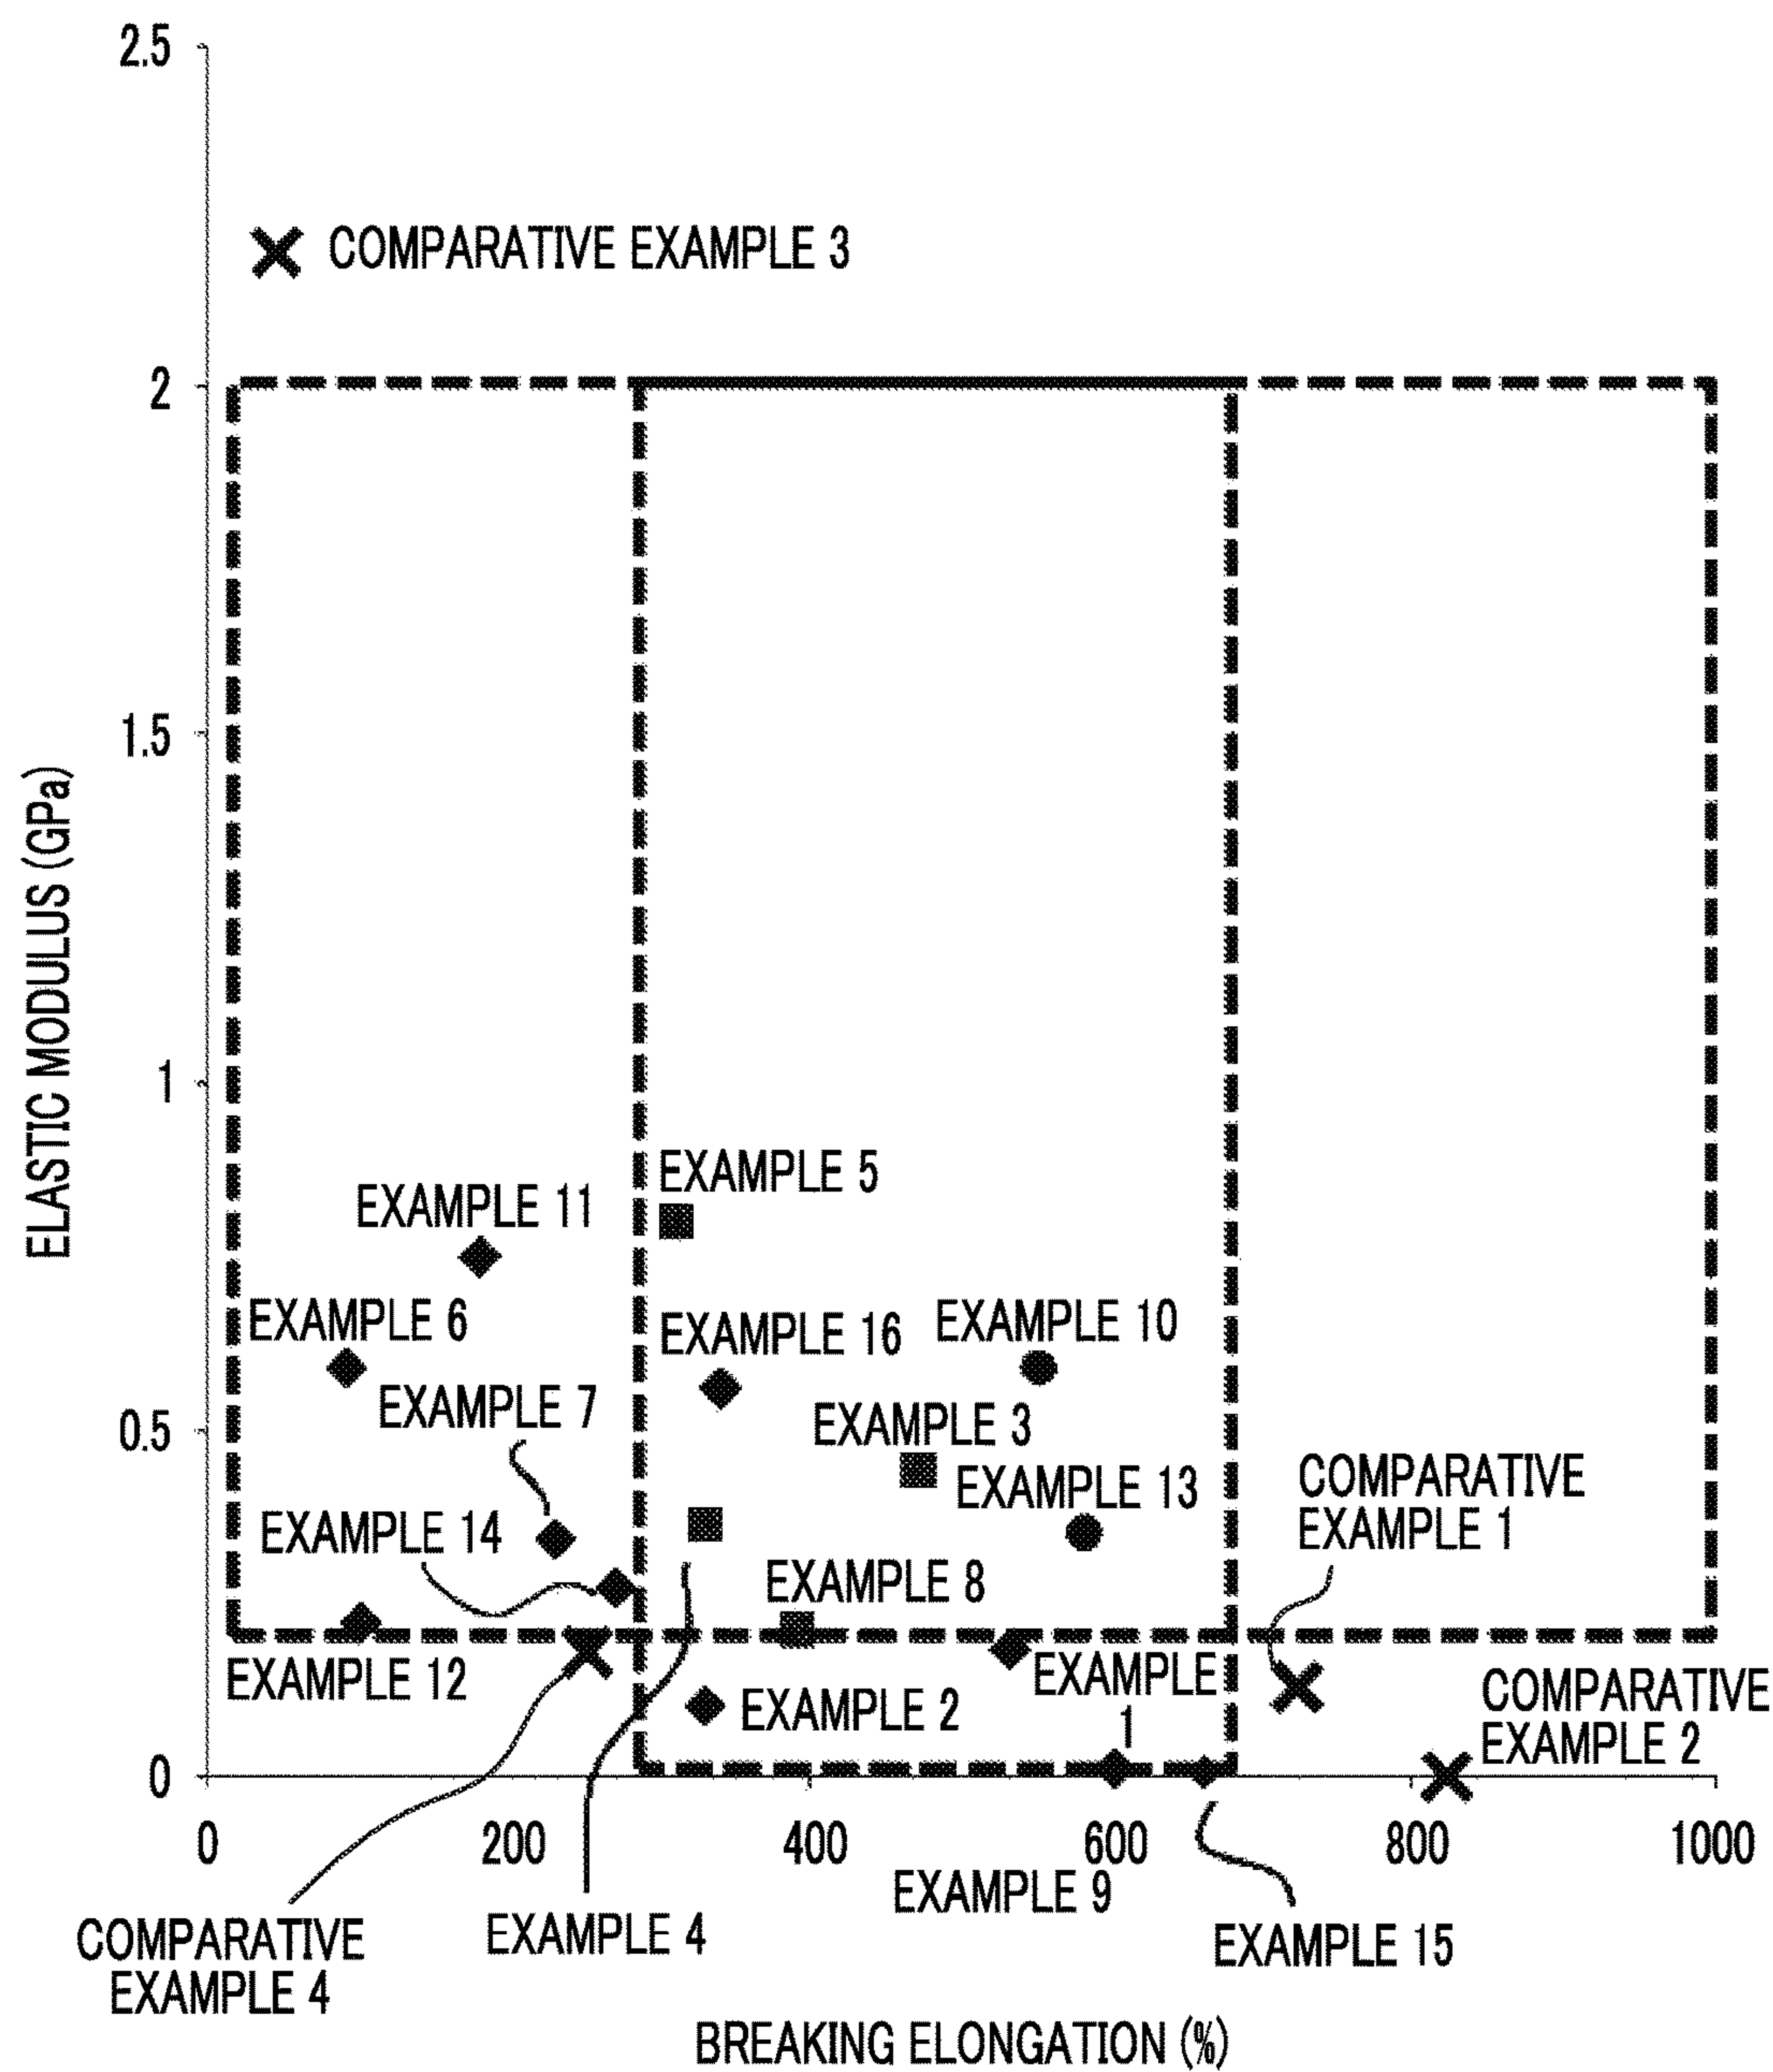 2.5
COMPARATIVE EXAMPLE 3
2
1.5
ELASTIC MODULUS (GPa)
1
EXAMPLE 5
EXAMPLE 11
EXAMPLE 6
EXAMPLE 16
EXAMPLE 10
EXAMPLE 7
0.5
EXAMPLE 3
EXAMPLE 13
COMPARATIVE
EXAMPLE 1
EXAMPLE 14
EXAMPLE 8
EXAMPLE 12
EXAMPLE 2
EXAMPLE
1
COMPARATIVE
EXAMPLE 2
0
0
200
400
600
800
1000
EXAMPLE 9
COMPARATIVE
EXAMPLE 4
EXAMPLE 4
EXAMPLE 15
BREAKING ELONGATION (%)